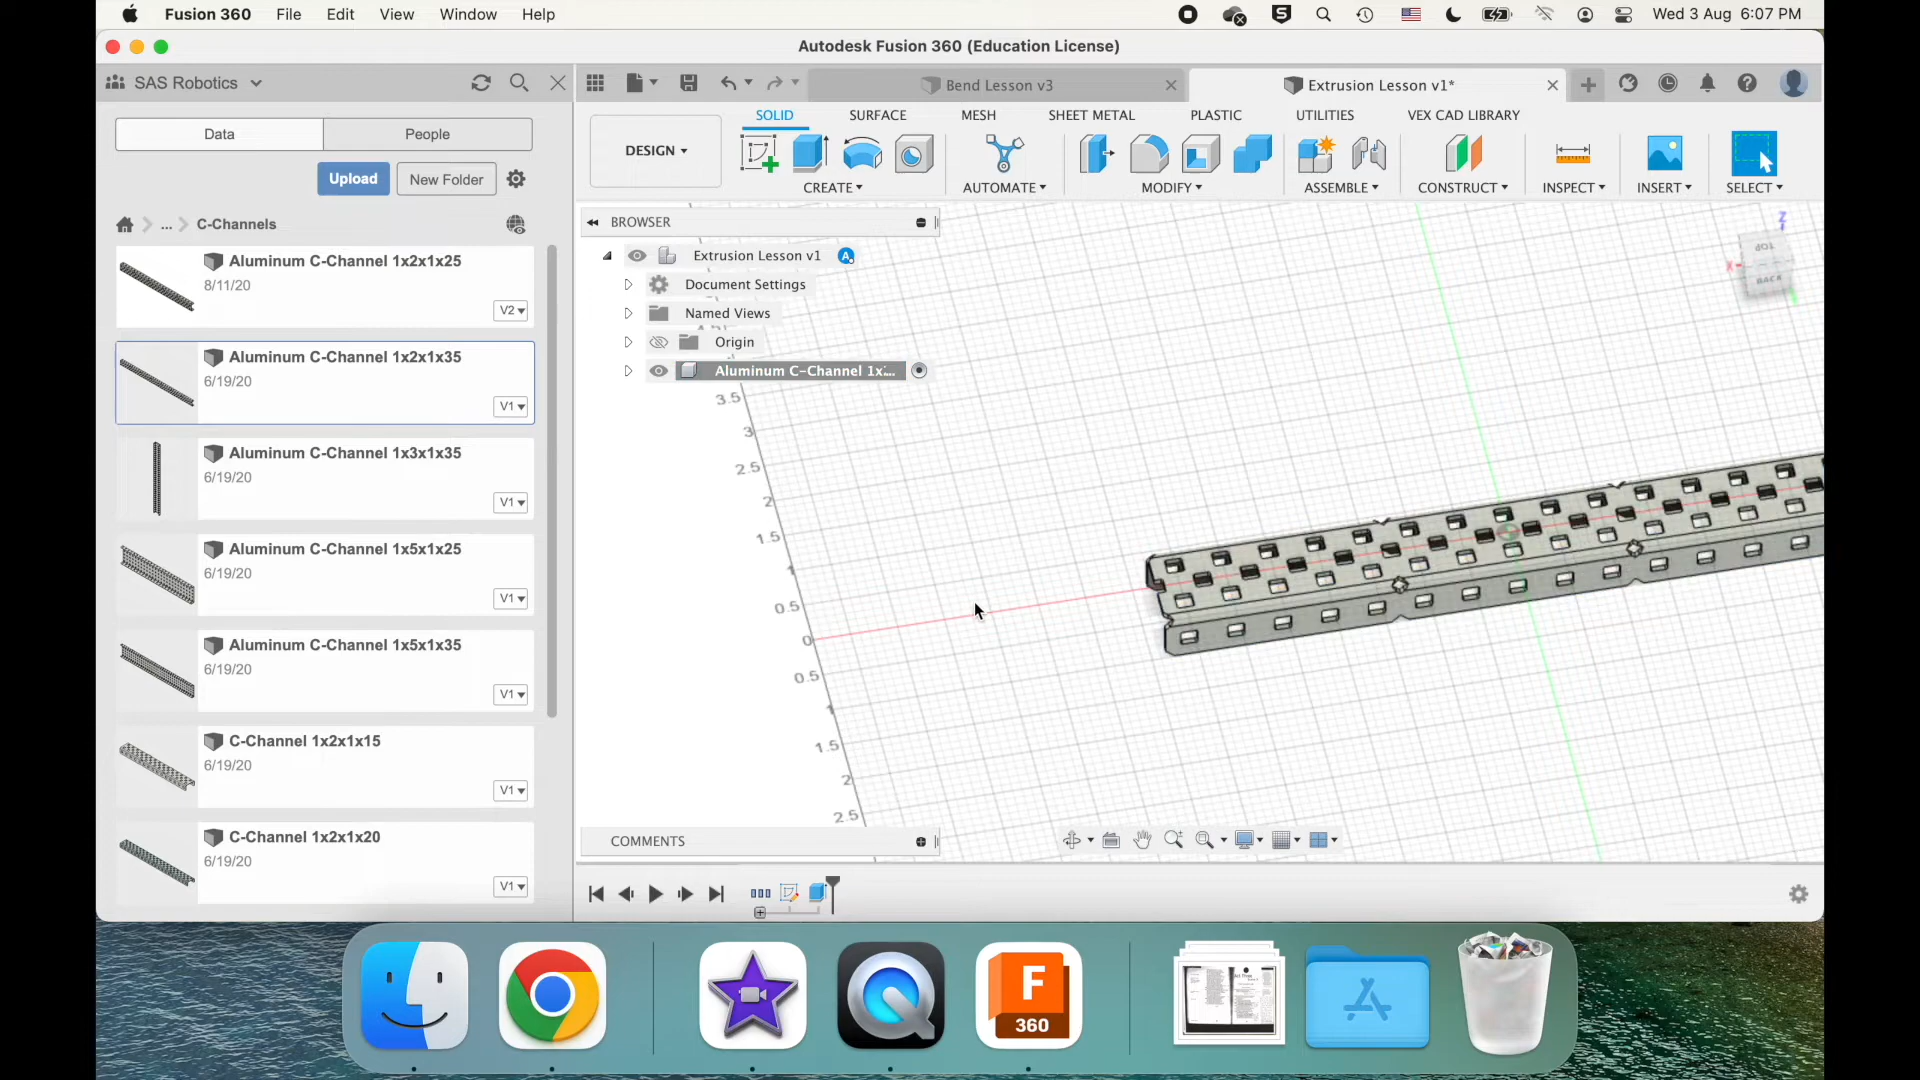 Fusion 360 File Edit View Window Help Wed 3 Aug 6:07 PM
Autodesk Fusion 360 (Education License)
SAS Robotics
Bend Lesson v3
Extrusion Lesson v1*
Data People
Upload New Folder
... C-Channels
Aluminum C-Channel 1x2x1x25
8/11/20
V2
Aluminum C-Channel 1x2x1x35
6/19/20
V1
Aluminum C-Channel 1x3x1x35
6/19/20
V1
Aluminum C-Channel 1x5x1x25
6/19/20
V1
Aluminum C-Channel 1x5x1x35
6/19/20
V1
C-Channel 1x2x1x15
6/19/20
V1
C-Channel 1x2x1x20
6/19/20
V1
SOLID SURFACE MESH SHEET METAL PLASTIC UTILITIES VEX CAD LIBRARY
DESIGN
CREATE AUTOMATE MODIFY ASSEMBLE CONSTRUCT INSPECT INSERT SELECT
BROWSER
Extrusion Lesson v1
Document Settings
Named Views
Origin
Aluminum C-Channel 1x...
3.5
3
2.5
2
1.5
1
0.5
0
0.5
1
1.5
2
2.5
Z
TOP
X
BACK
COMMENTS
F
360